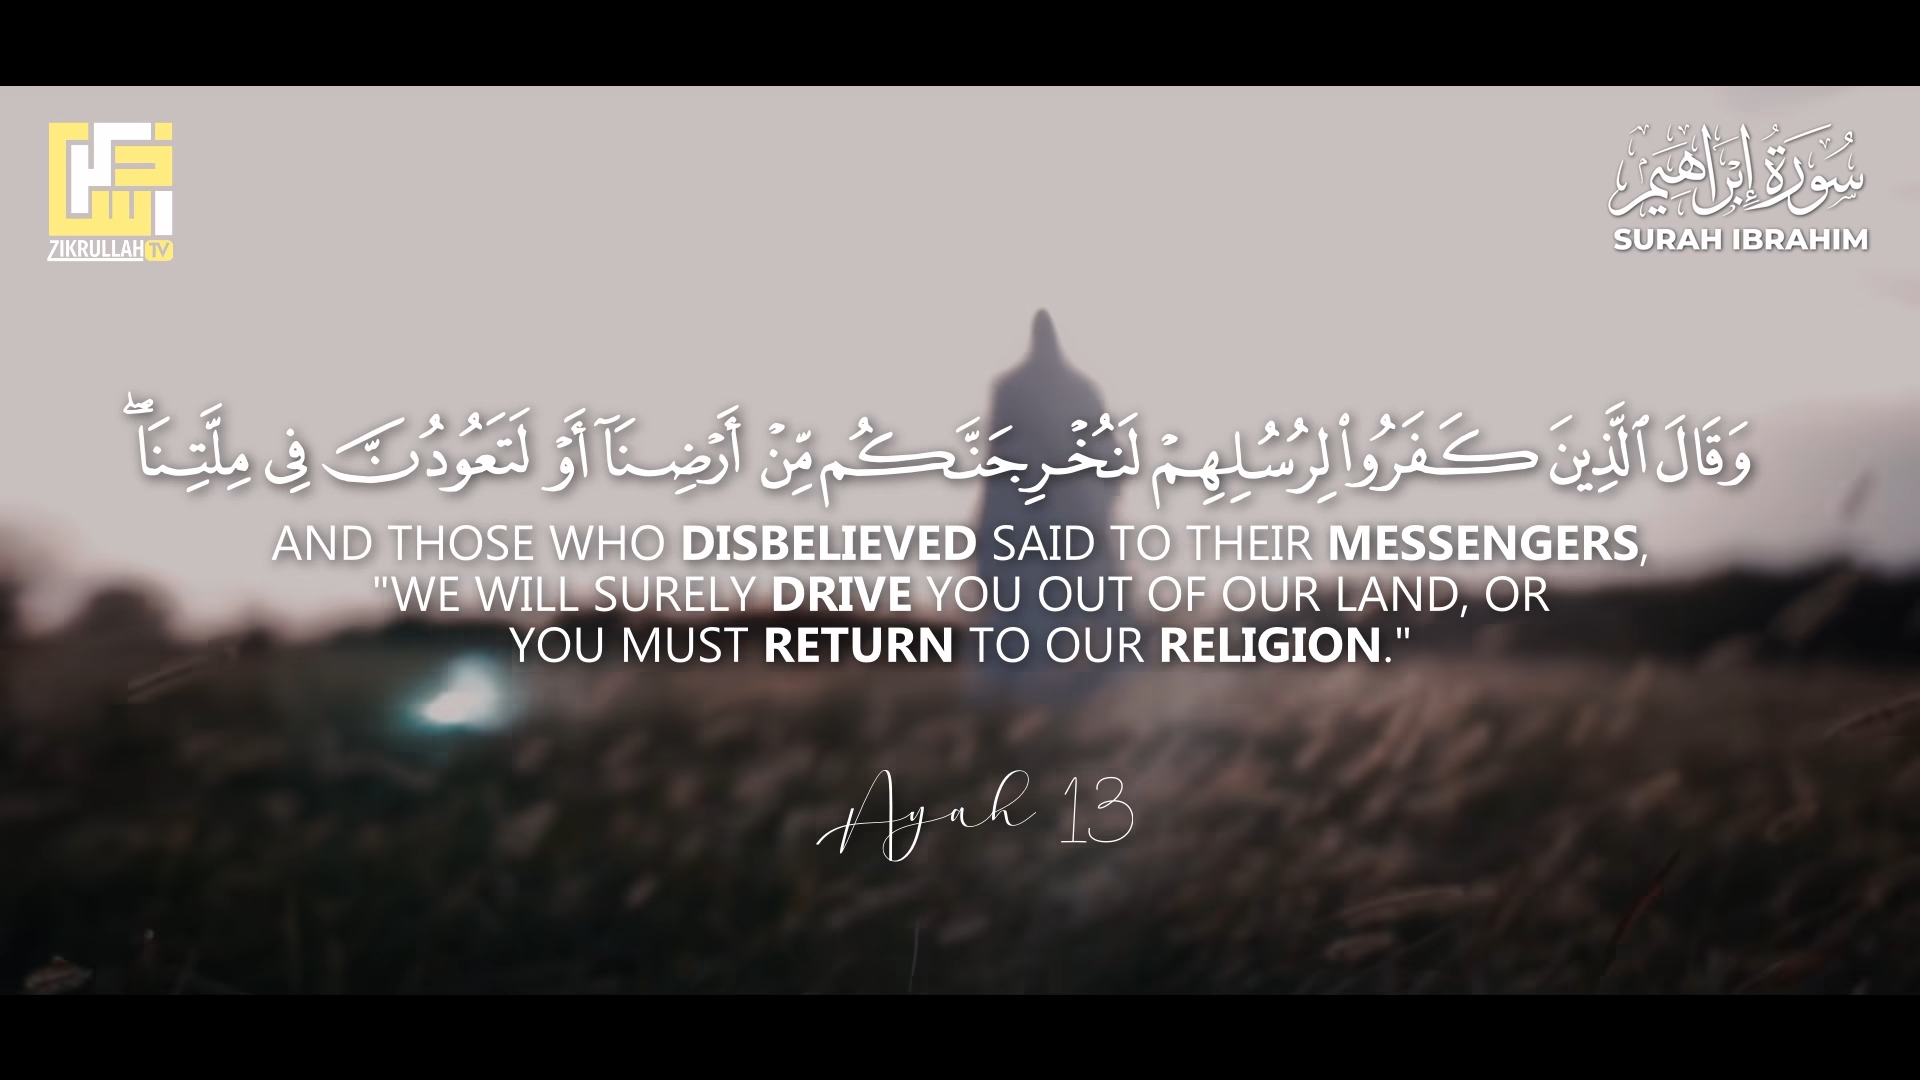 ZIKRULLAH TV
سُورَةُ إِبْرَاهِيم
SURAH IBRAHIM
وَقَالَ ٱلَّذِينَ كَفَرُوا۟ لِرُسُلِهِمْ لَنُخْرِجَنَّكُم مِّنْ أَرْضِنَآ أَوْ لَتَعُودُنَّ فِى مِلَّتِنَا ۖ
AND THOSE WHO DISBELIEVED SAID TO THEIR MESSENGERS,
"WE WILL SURELY DRIVE YOU OUT OF OUR LAND, OR
YOU MUST RETURN TO OUR RELIGION."
Ayah 13